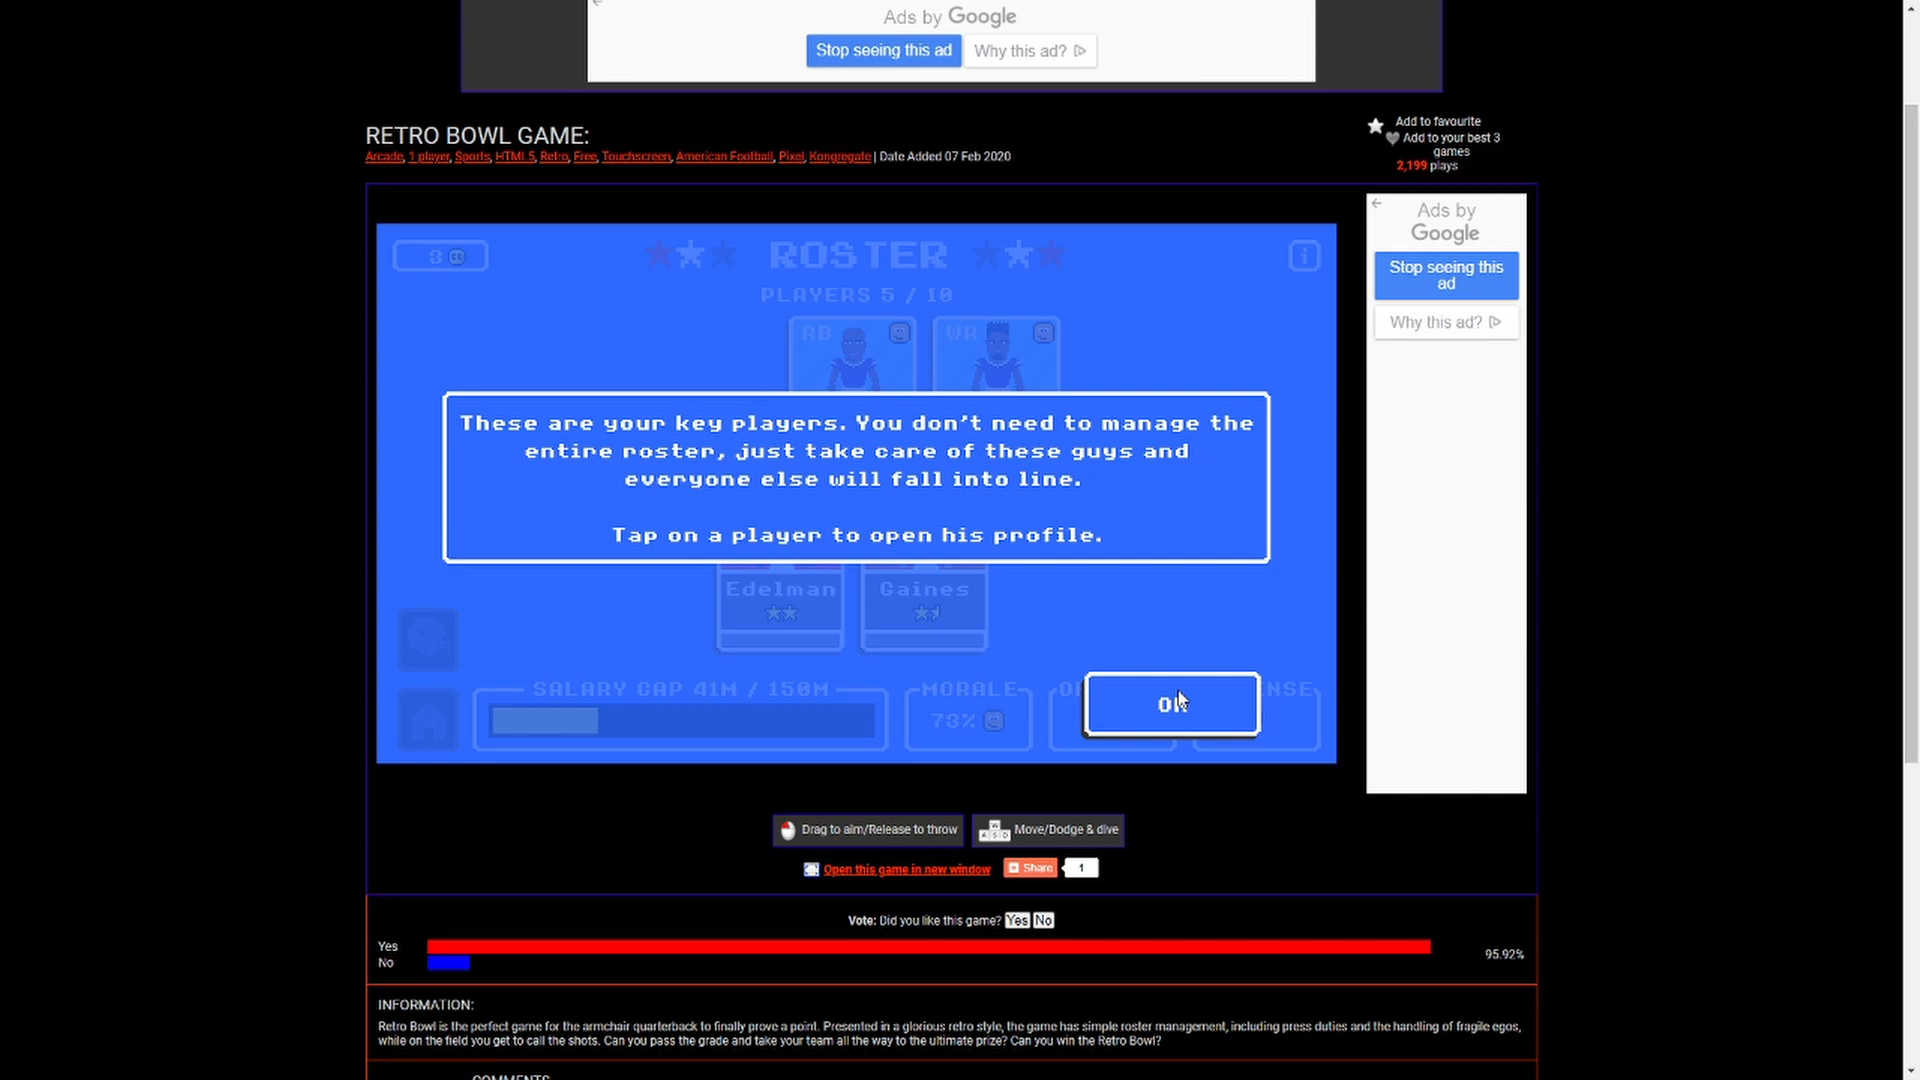 Ads by Google
Stop seeing this ad
Why this ad?
RETRO BOWL GAME:
Arcade, 1 player, Sports, HTML5, Retro, Free, Touchscreen, American Football, Pixel, Kongregate | Date Added 07 Feb 2020
Add to favourite
Add to your best 3
games
2,199 plays
Ads by
Google
Stop seeing this
ad
Why this ad?
3
ROSTER
PLAYERS 5 / 10
RB
WR
These are your key players. You don't need to manage the
entire roster, just take care of these guys and
everyone else will fall into line.
Tap on a player to open his profile.
Edelman
Gaines
SALARY CAP 41M / 150M
MORALE
73%
OK
Drag to aim/Release to throw
W
A S D
Move/Dodge & dive
Open this game in new window
Share
1
Vote: Did you like this game? Yes No
Yes
No
95.92%
INFORMATION:
Retro Bowl is the perfect game for the armchair quarterback to finally prove a point. Presented in a glorious retro style, the game has simple roster management, including press duties and the handling of fragile egos,
while on the field you get to call the shots. Can you pass the grade and take your team all the way to the ultimate prize? Can you win the Retro Bowl?
COMMENTS